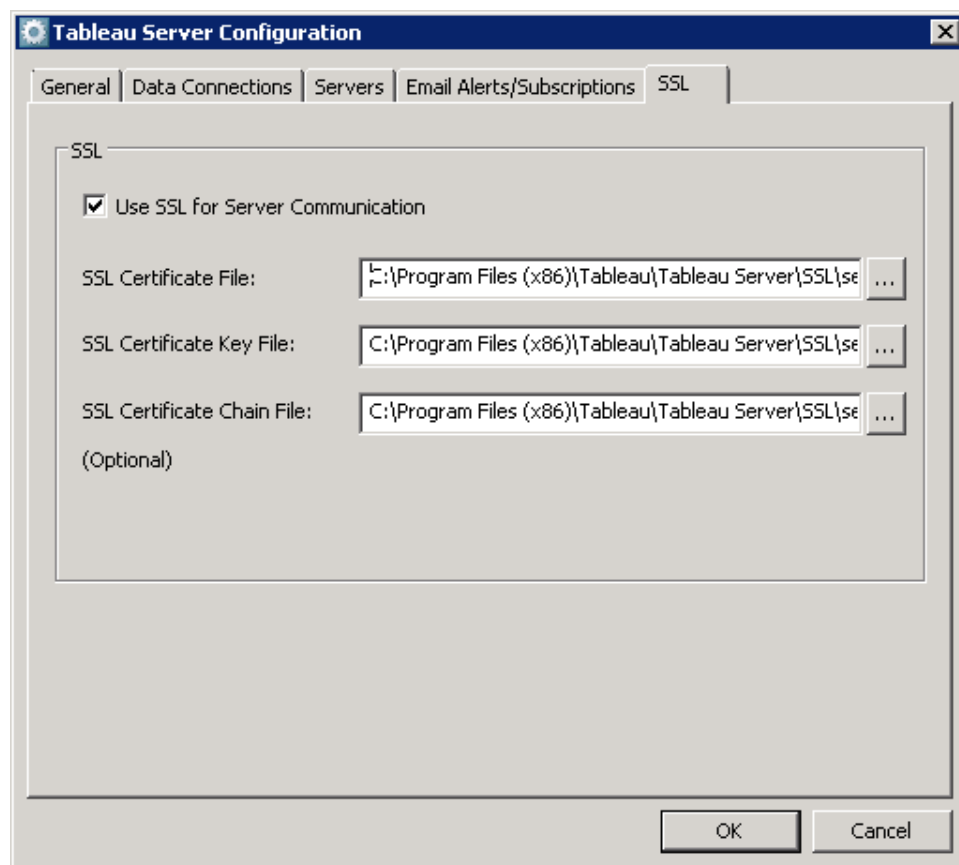 Tableau Server Configuration
General Data Connections Servers Email Alerts/Subscriptions SSL
SSL
Use SSL for Server Communication
SSL Certificate File: C:\Program Files (x86)\Tableau\Tableau Server\SSL\se ...
SSL Certificate Key File: C:\Program Files (x86)\Tableau\Tableau Server\SSL\se ...
SSL Certificate Chain File: C:\Program Files (x86)\Tableau\Tableau Server\SSL\se ...
(Optional)
OK Cancel